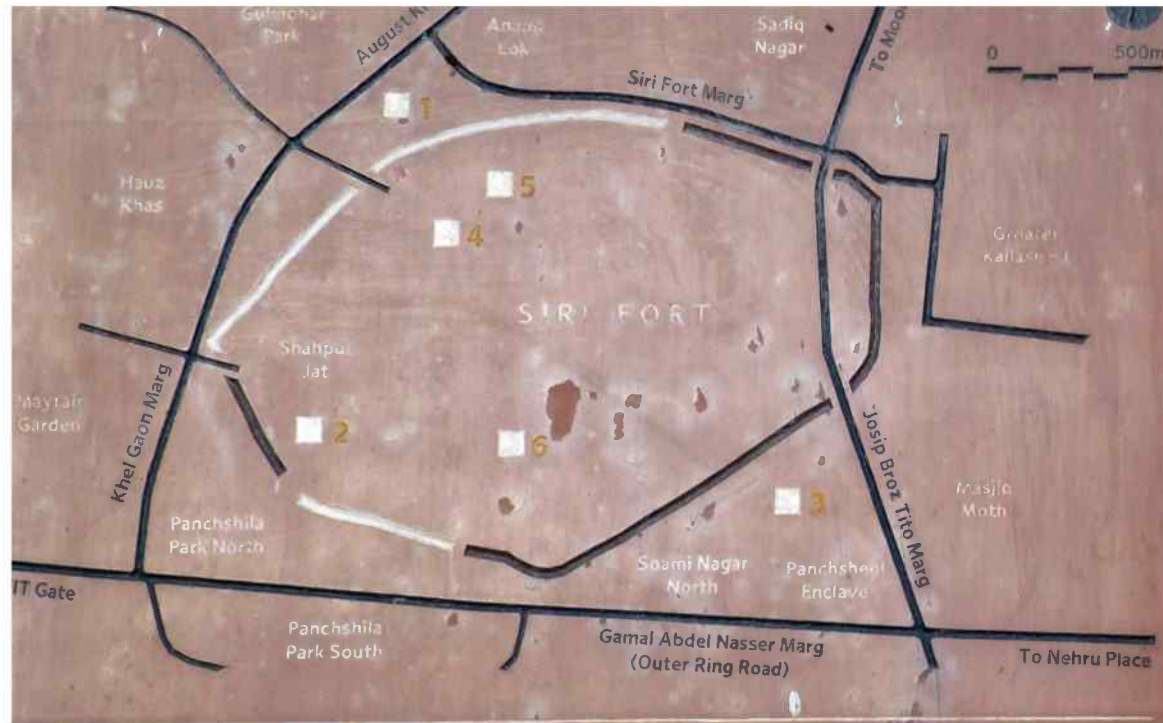 Gulmohar
Park
August K
Anand
Lok
Sadiq
Nagar
To Moo
0 500m
Siri Fort Marg
1
Hauz
Khas
5
4
Greater
Kailash-I
SIRI FORT
Shahpur
Jat
Mayfair
Garden
Khel Gaon Marg
2
6
Josip Broz Tito Marg
3
Masjid
Moth
Panchshila
Park North
Soami Nagar
North
Panchsheel
Enclave
IIT Gate
Panchshila
Park South
Gamal Abdel Nasser Marg
(Outer Ring Road)
To Nehru Place